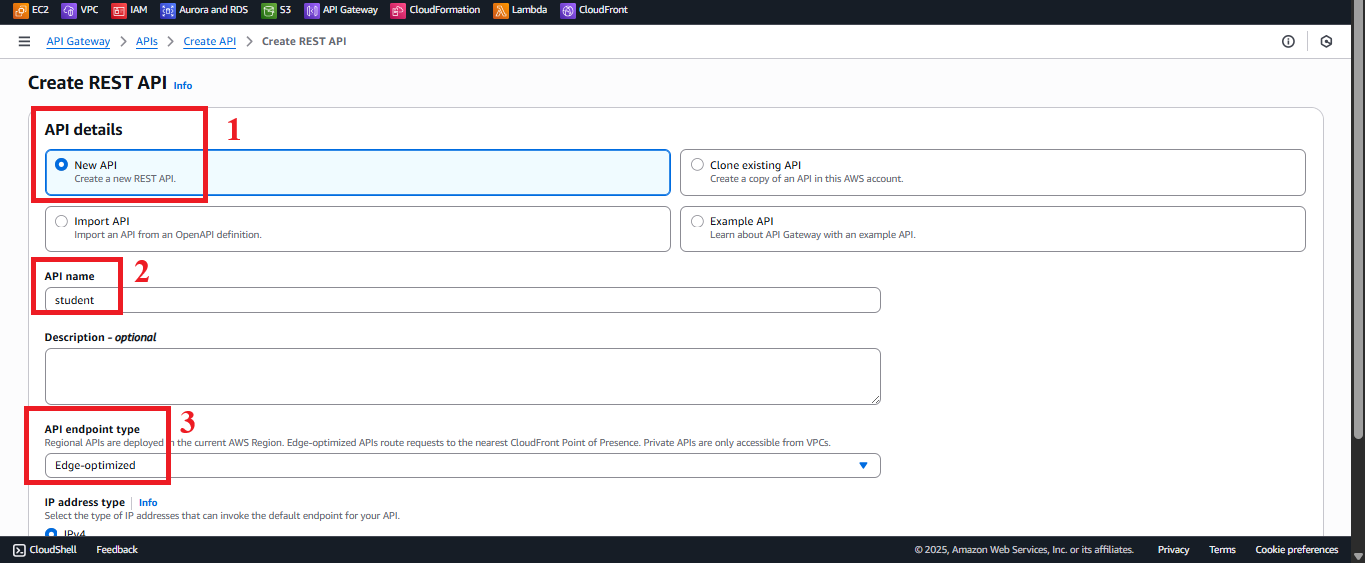 EC2 VPC IAM Aurora and RDS S3 API Gateway CloudFormation Lambda CloudFront
API Gateway > APIs > Create API > Create REST API
Create REST API Info
API details
1
New API
Create a new REST API.
Clone existing API
Create a copy of an API in this AWS account.
Import API
Import an API from an OpenAPI definition.
Example API
Learn about API Gateway with an example API.
API name
2
student
Description - optional
API endpoint type
3
Regional APIs are deployed in the current AWS Region. Edge-optimized APIs route requests to the nearest CloudFront Point of Presence. Private APIs are only accessible from VPCs.
Edge-optimized
IP address type Info
Select the type of IP addresses that can invoke the default endpoint for your API.
IPv4
CloudShell Feedback © 2025, Amazon Web Services, Inc. or its affiliates. Privacy Terms Cookie preferences